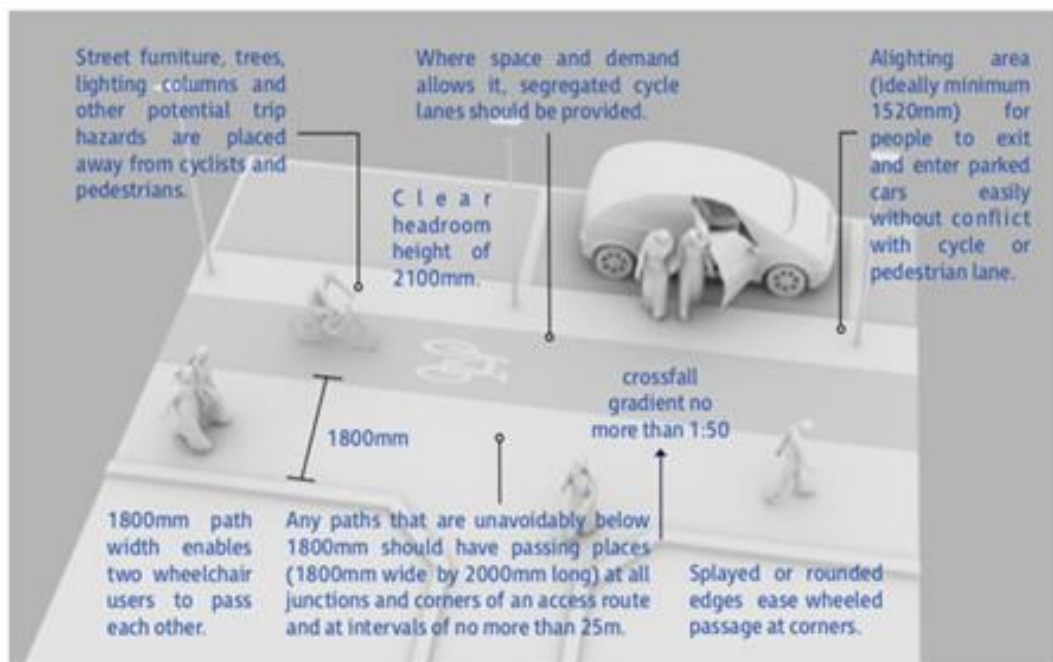 Street furniture, trees,
lighting columns and
other potential trip
hazards are placed
away from cyclists and
pedestrians.
Where space and demand
allows it, segregated cycle
lanes should be provided.
Alighting area
(ideally minimum
1520mm) for
people to exit
and enter parked
cars easily
without conflict
with cycle or
pedestrian lane.
Clear
headroom
height of
2100mm.
crossfall
gradient no
more than 1:50
1800mm
1800mm path
width enables
two wheelchair
users to pass
each other.
Any paths that are unavoidably below
1800mm should have passing places
(1800mm wide by 2000mm long) at all
junctions and corners of an access route
and at intervals of no more than 25m.
Splayed or rounded
edges ease wheeled
passage at corners.